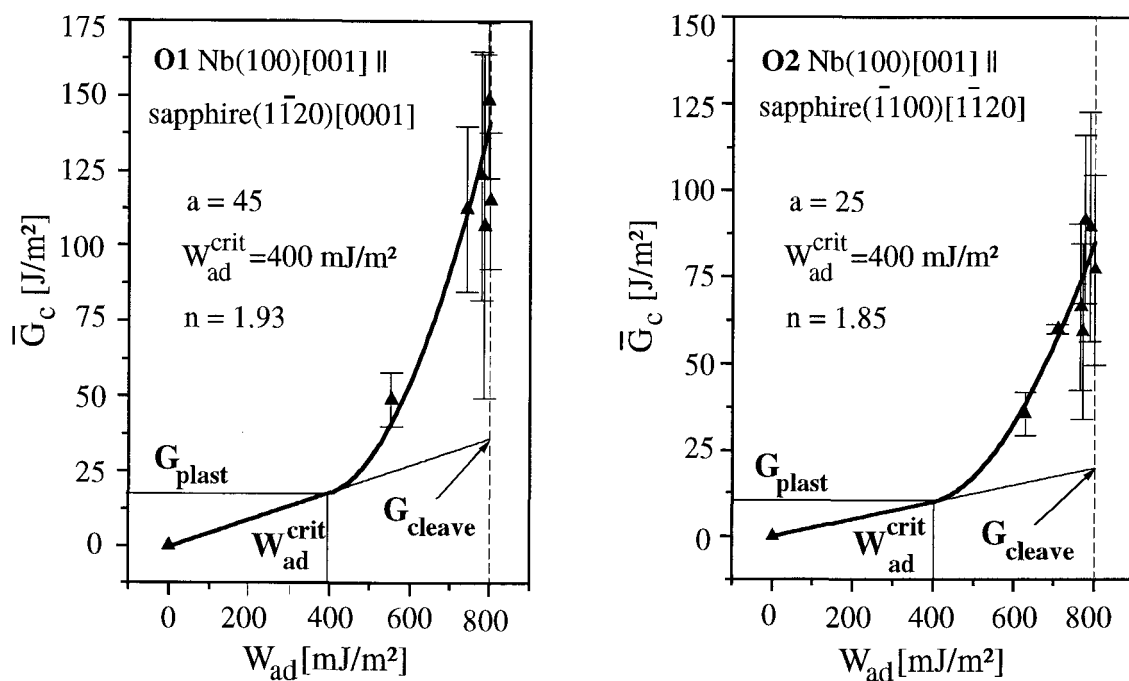 175
150
125
100
75
50
25
0
G̅c [J/m²]
O1 Nb(100)[001] ||
sapphire(11̅20)[0001]
a = 45
W_ad^crit=400 mJ/m²
n = 1.93
G_plast
W_ad^crit
G_cleave
0 200 400 600 800
W_ad [mJ/m²]
150
125
100
75
50
25
0
G̅c [J/m²]
O2 Nb(100)[001] ||
sapphire(1̅100)[11̅20]
a = 25
W_ad^crit=400 mJ/m²
n = 1.85
G_plast
W_ad^crit
G_cleave
0 200 400 600 800
W_ad [mJ/m²]